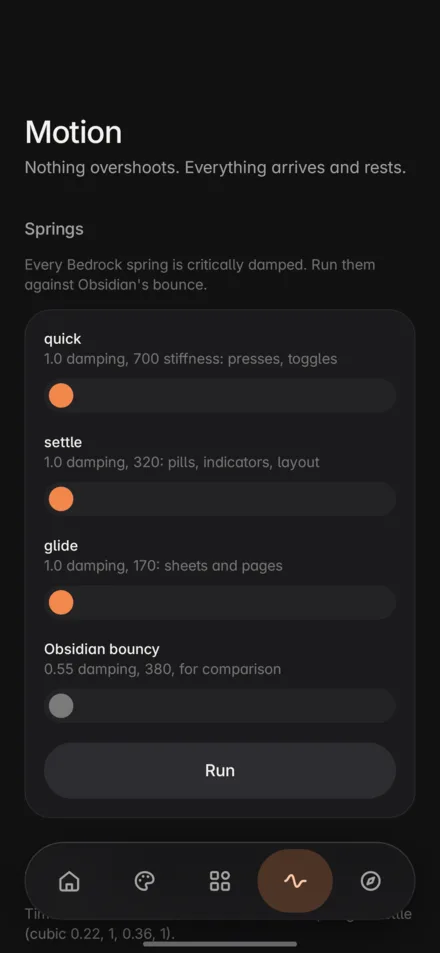 Motion
Nothing overshoots. Everything arrives and rests.
Springs
Every Bedrock spring is critically damped. Run them
against Obsidian's bounce.
quick
1.0 damping, 700 stiffness: presses, toggles
settle
1.0 damping, 320: pills, indicators, layout
glide
1.0 damping, 170: sheets and pages
Obsidian bouncy
0.55 damping, 380, for comparison
Run
(cubic 0.22, 1, 0.36, 1).